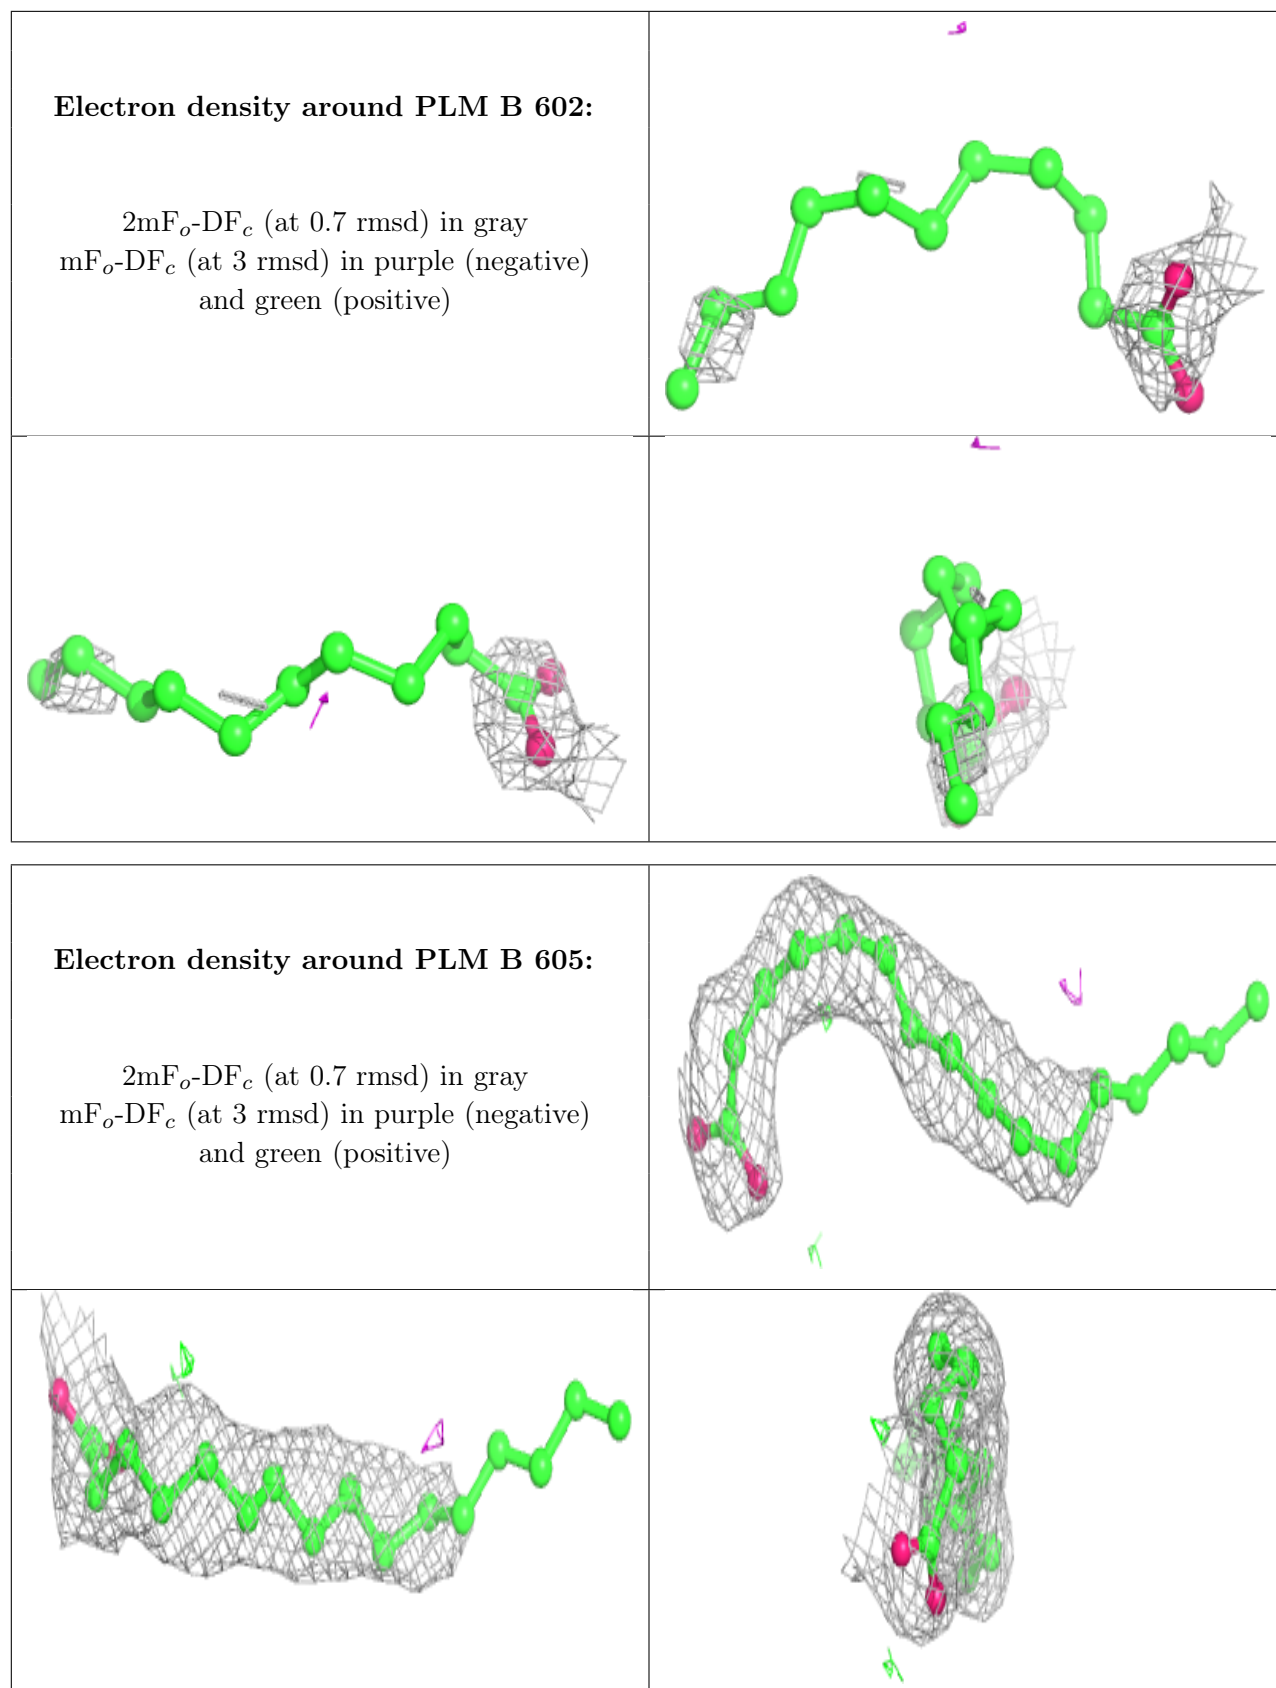 Electron density around PLM B 602:
2mFₒ-DF𝒸 (at 0.7 rmsd) in gray
mFₒ-DF𝒸 (at 3 rmsd) in purple (negative)
and green (positive)
Electron density around PLM B 605:
2mFₒ-DF𝒸 (at 0.7 rmsd) in gray
mFₒ-DF𝒸 (at 3 rmsd) in purple (negative)
and green (positive)